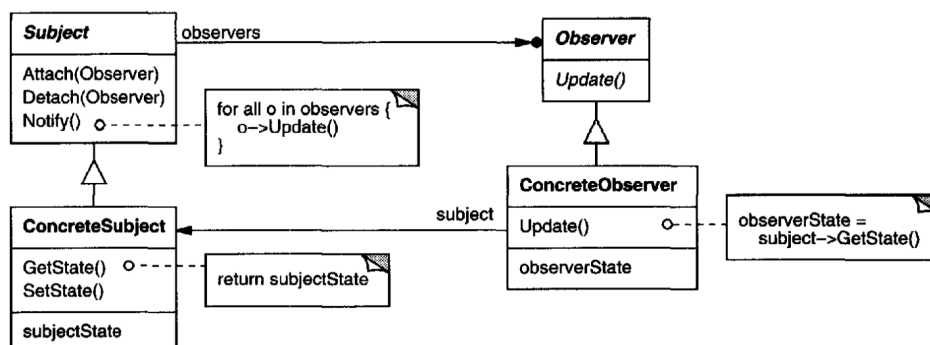 Subject
observers
Observer
Attach(Observer)
Detach(Observer)
Notify()
for all o in observers {
o->Update()
}
Update()
ConcreteSubject
GetState()
SetState()
subjectState
return subjectState
subject
ConcreteObserver
Update()
observerState
observerState =
subject->GetState()